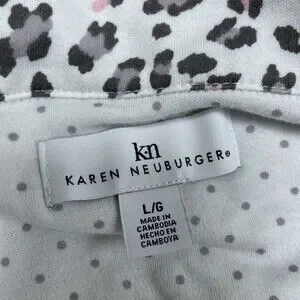 kn
KAREN NEUBURGER®
L/G
MADE IN
CAMBODIA
HECHO EN
CAMBOYA